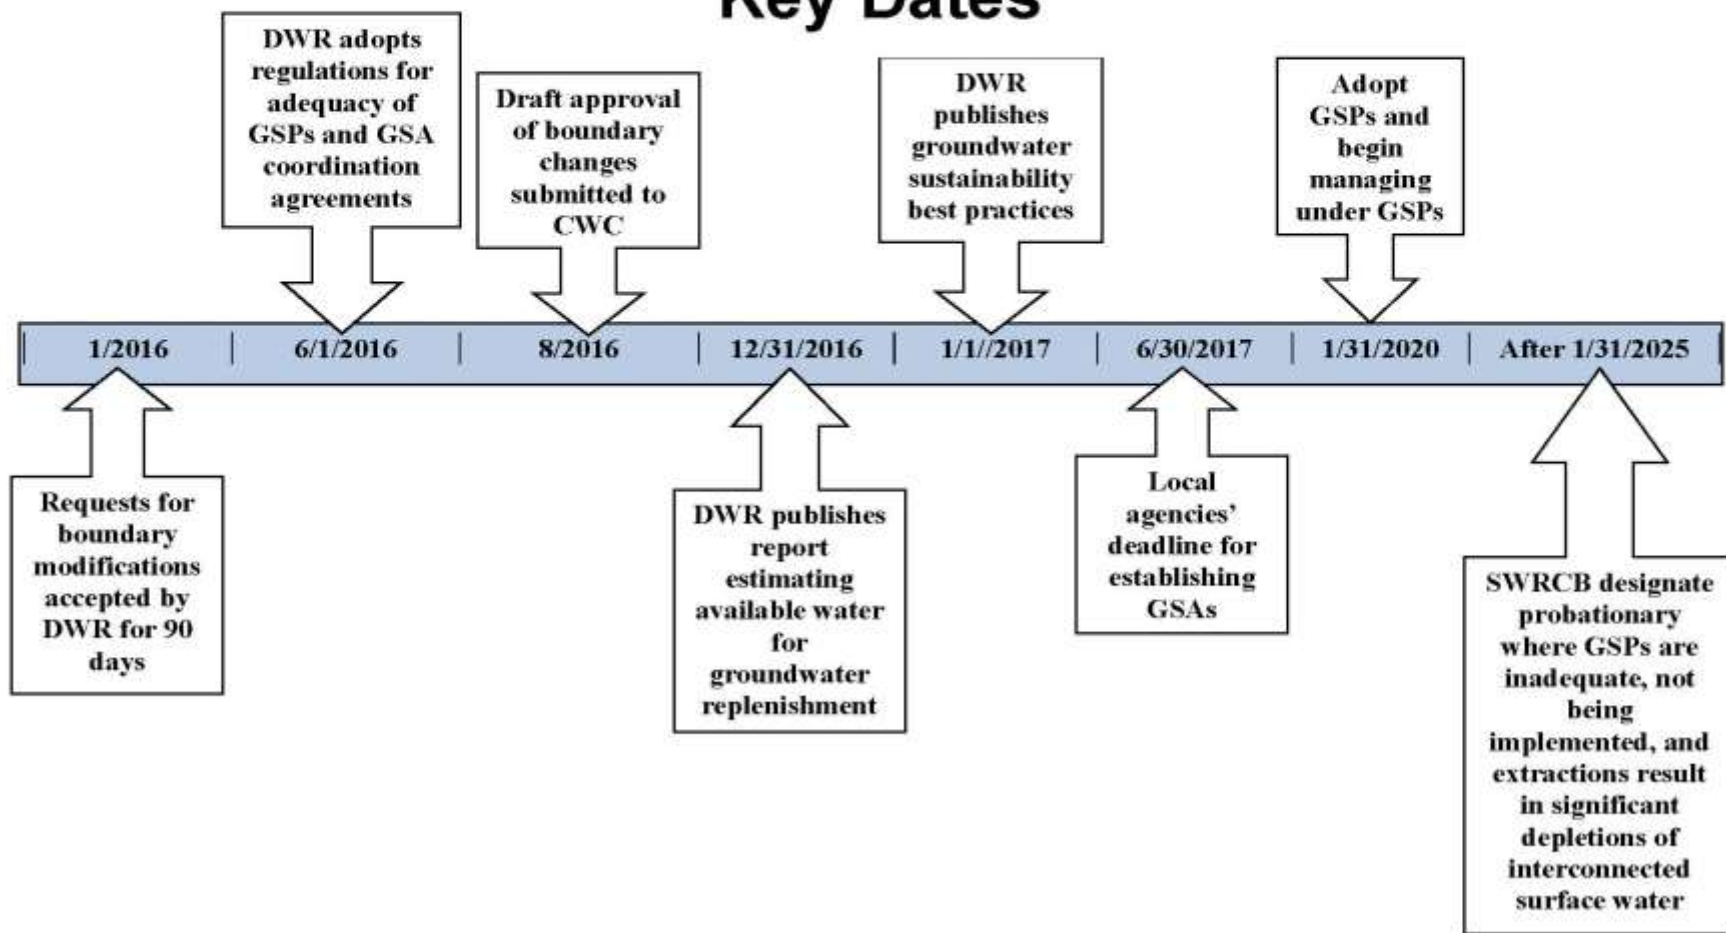 Key Dates
DWR adopts
regulations for
adequacy of
GSPs and GSA
coordination
agreements
Draft approval
of boundary
changes
submitted to
CWC
DWR
publishes
groundwater
sustainability
best practices
Adopt
GSPs and
begin
managing
under GSPs
1/2016
6/1/2016
8/2016
12/31/2016
1/1//2017
6/30/2017
1/31/2020
After 1/31/2025
Requests for
boundary
modifications
accepted by
DWR for 90
days
DWR publishes
report
estimating
available water
for
groundwater
replenishment
Local
agencies’
deadline for
establishing
GSAs
SWRCB designate
probationary
where GSPs are
inadequate, not
being
implemented, and
extractions result
in significant
depletions of
interconnected
surface water